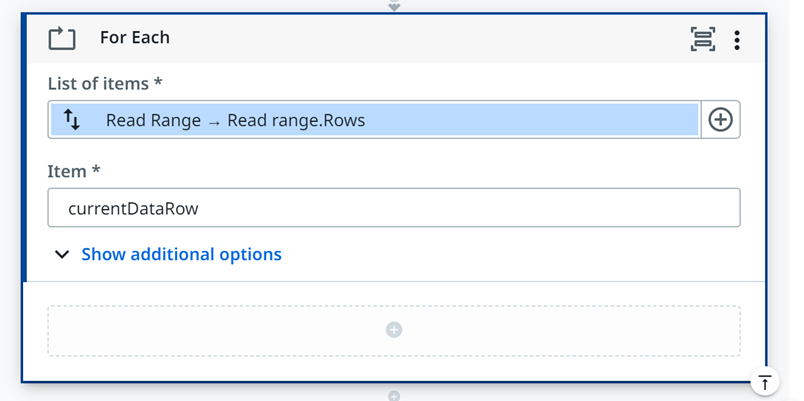 For Each
List of items *
Read Range → Read range.Rows
Item *
currentDataRow
Show additional options